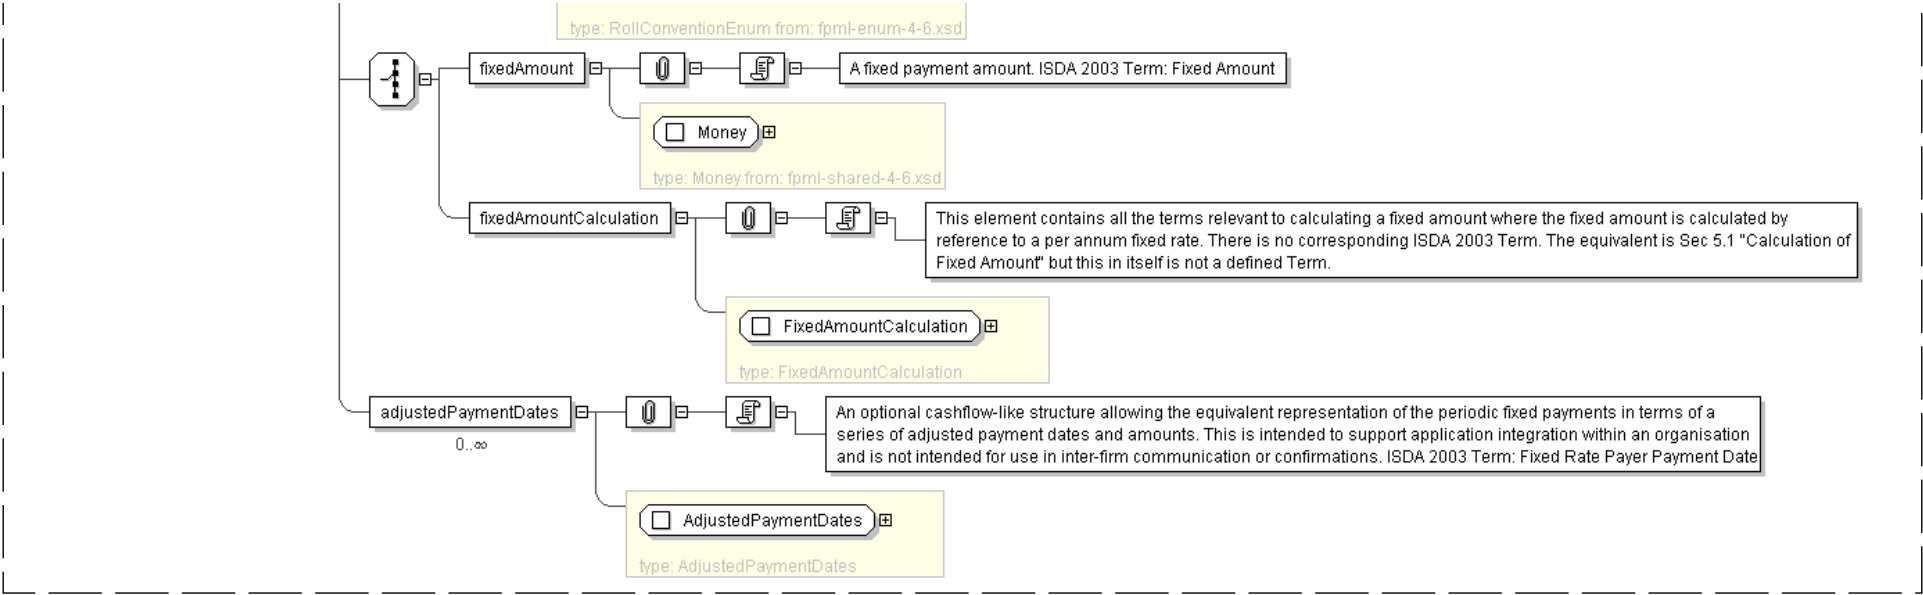 type: RollConventionEnum from: fpml-enum-4-6.xsd
fixedAmount
A fixed payment amount. ISDA 2003 Term: Fixed Amount
Money
type: Money from: fpml-shared-4-6.xsd
fixedAmountCalculation
This element contains all the terms relevant to calculating a fixed amount where the fixed amount is calculated by
reference to a per annum fixed rate. There is no corresponding ISDA 2003 Term. The equivalent is Sec 5.1 "Calculation of
Fixed Amount" but this in itself is not a defined Term.
FixedAmountCalculation
type: FixedAmountCalculation
adjustedPaymentDates
0..∞
An optional cashflow-like structure allowing the equivalent representation of the periodic fixed payments in terms of a
series of adjusted payment dates and amounts. This is intended to support application integration within an organisation
and is not intended for use in inter-firm communication or confirmations. ISDA 2003 Term: Fixed Rate Payer Payment Date
AdjustedPaymentDates
type: AdjustedPaymentDates